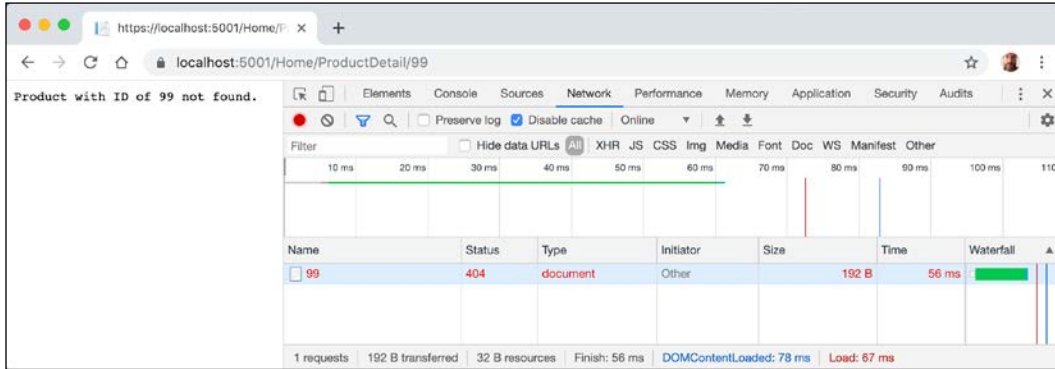 https://localhost:5001/Home/P
localhost:5001/Home/ProductDetail/99
Product with ID of 99 not found.
Elements Console Sources Network Performance Memory Application Security Audits
Preserve log Disable cache Online
Filter Hide data URLs All XHR JS CSS Img Media Font Doc WS Manifest Other
10 ms 20 ms 30 ms 40 ms 50 ms 60 ms 70 ms 80 ms 90 ms 100 ms 110
Name Status Type Initiator Size Time Waterfall
99 404 document Other 192 B 56 ms
1 requests 192 B transferred 32 B resources Finish: 56 ms DOMContentLoaded: 78 ms Load: 67 ms